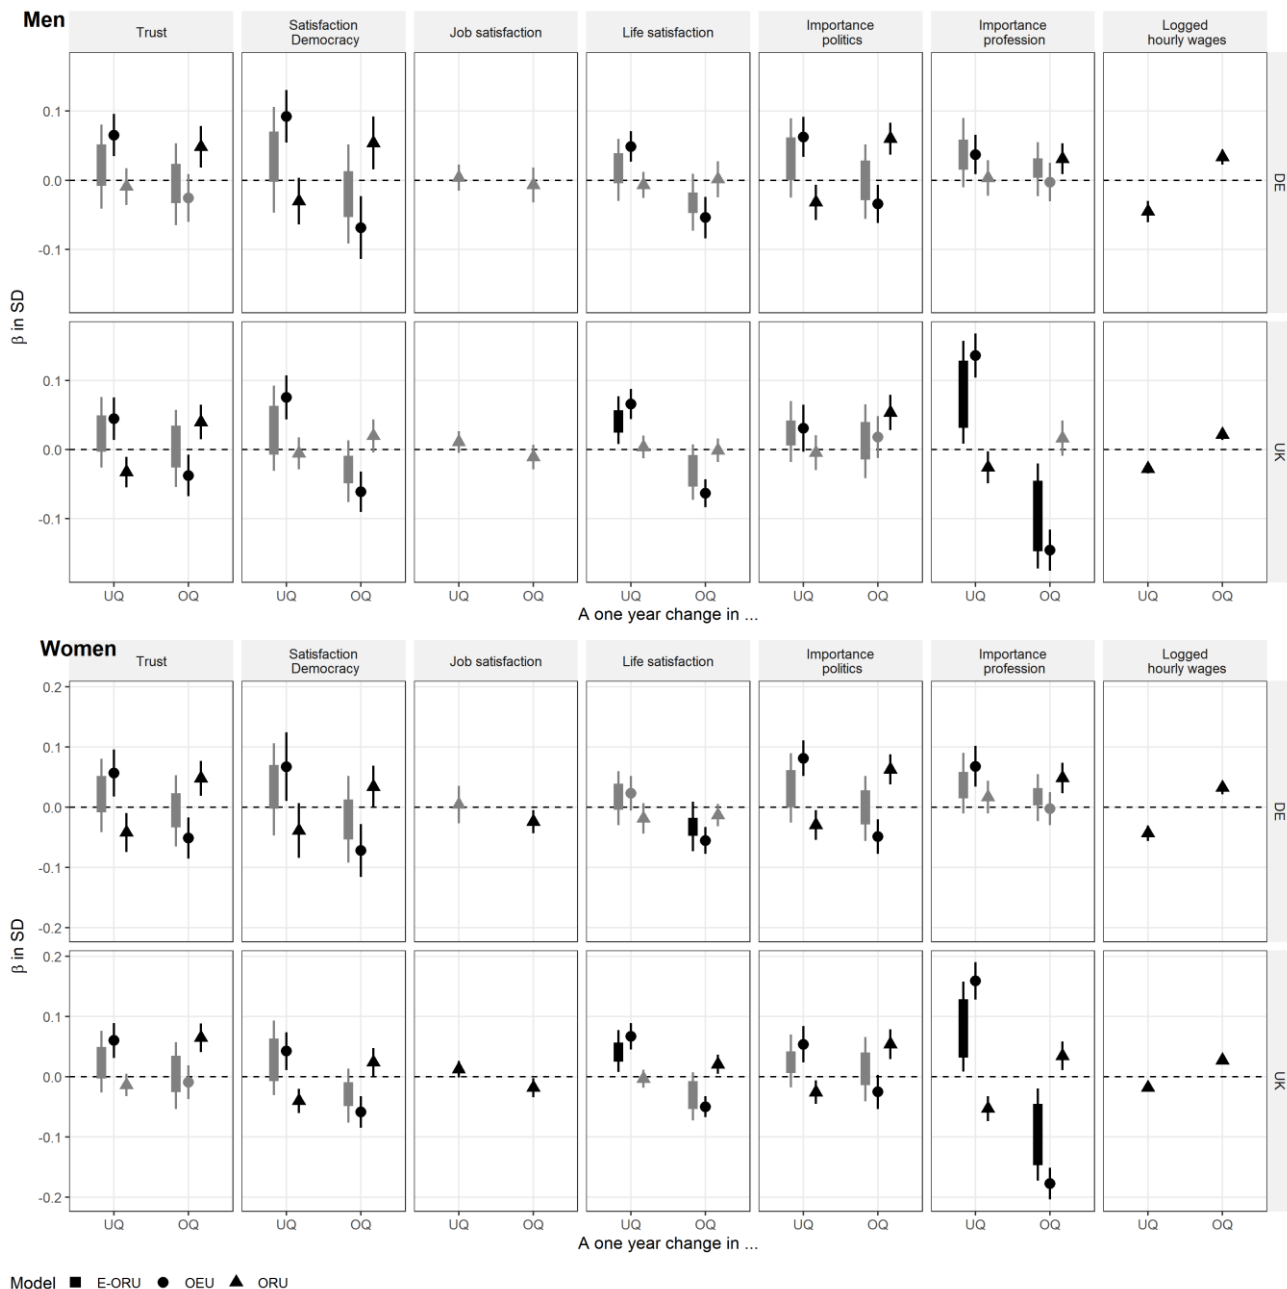 Men
Trust
Satisfaction
Democracy
Job satisfaction
Life satisfaction
Importance
politics
Importance
profession
Logged
hourly wages
0.1
0.0
-0.1
DE
β in SD
0.1
0.0
-0.1
UK
UQ OQ UQ OQ UQ OQ UQ OQ UQ OQ UQ OQ UQ OQ
A one year change in ...
Women
Trust
Satisfaction
Democracy
Job satisfaction
Life satisfaction
Importance
politics
Importance
profession
Logged
hourly wages
0.2
0.1
0.0
-0.1
-0.2
DE
β in SD
0.2
0.1
0.0
-0.1
-0.2
UK
UQ OQ UQ OQ UQ OQ UQ OQ UQ OQ UQ OQ UQ OQ
A one year change in ...
Model E-ORU OEU ORU